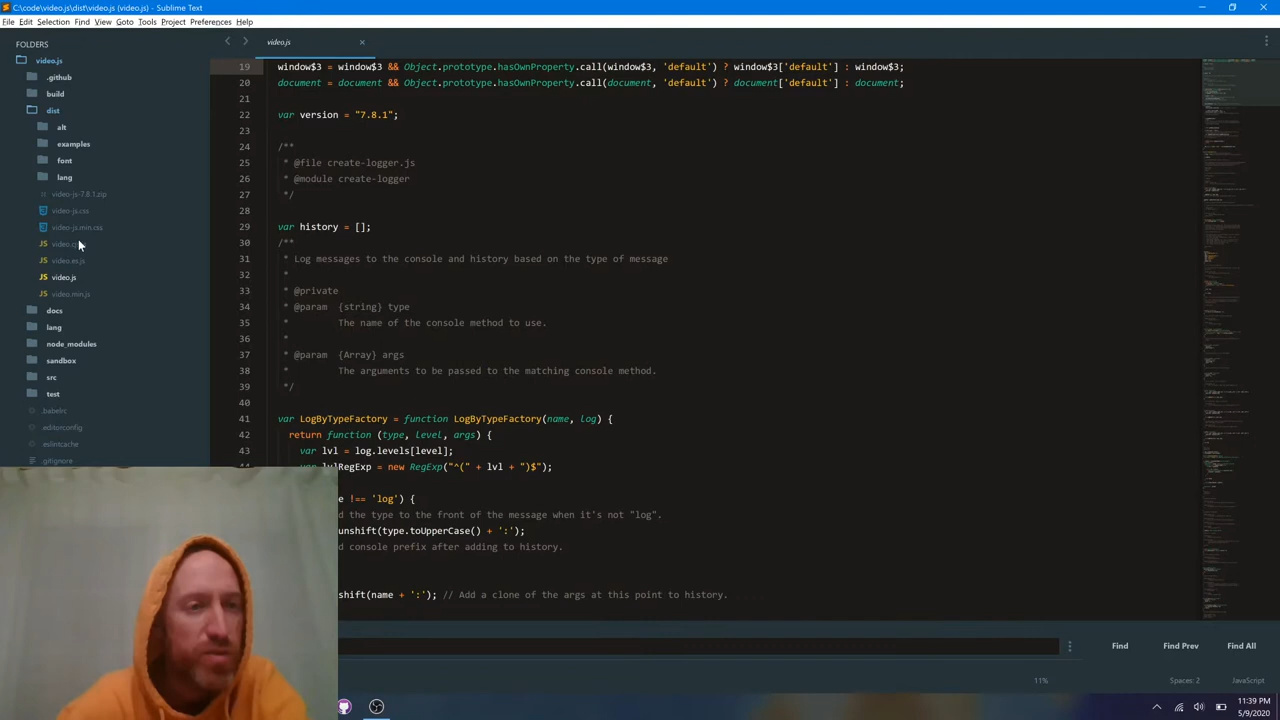 C:\code\video.js\dist\video.js (video.js) - Sublime Text
File Edit Selection Find View Goto Tools Project Preferences Help
FOLDERS
video.js
.github
build
dist
alt
examples
font
lang
video-js-7.8.1.zip
video-js.css
video-js.min.css
video.es.js
video.js
video.min.js
docs
lang
node_modules
sandbox
src
test
.babelrc
.editorconfig
.eslintcache
.gitignore
video.js
19 window$3 = window$3 && Object.prototype.hasOwnProperty.call(window$3, 'default') ? window$3['default'] : window$3;
20 document = document && Object.prototype.hasOwnProperty.call(document, 'default') ? document['default'] : document;
21
22 var version = "7.8.1";
23
24 /**
25 * @file create-logger.js
26 * @module create-logger
27 */
28
29 var history = [];
30 /**
31 * Log messages to the console and history based on the type of message
32 *
33 * @private
34 * @param {string} type
35 * The name of the console method to use.
36 *
37 * @param {Array} args
38 * The arguments to be passed to the matching console method.
39 */
40
41 var LogByTypeFactory = function LogByTypeFactory(name, log) {
42 return function (type, level, args) {
43 var lvl = log.levels[level];
var lvlRegExp = new RegExp("^(" + lvl + ")$");
!== 'log') {
d the type to the front of the message when it's not "log".
nshift(type.toUpperCase() + ':');
d console prefix after adding to history.
shift(name + ':'); // Add a clone of the args at this point to history.
Find Find Prev Find All
11% Spaces: 2 JavaScript
11:39 PM
5/9/2020